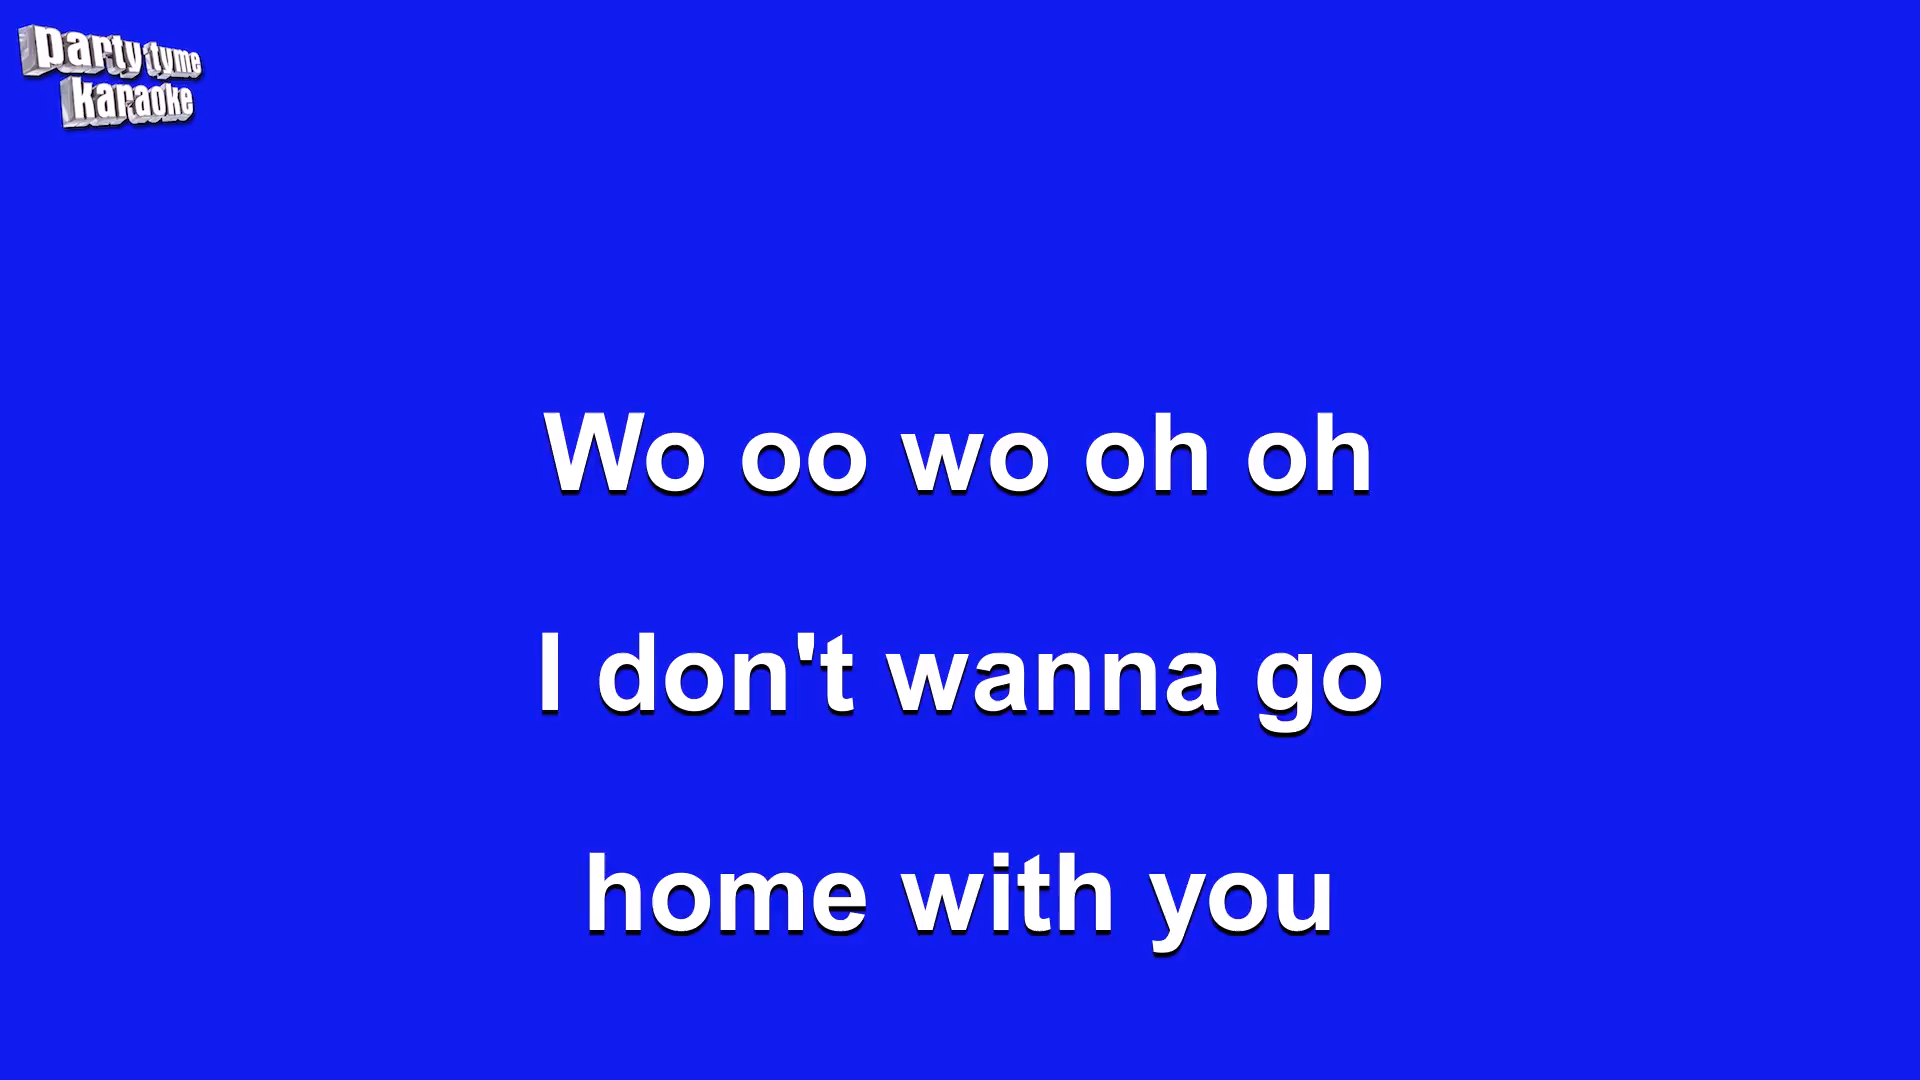 party tyme
karaoke
Wo oo wo oh oh
I don't wanna go
home with you